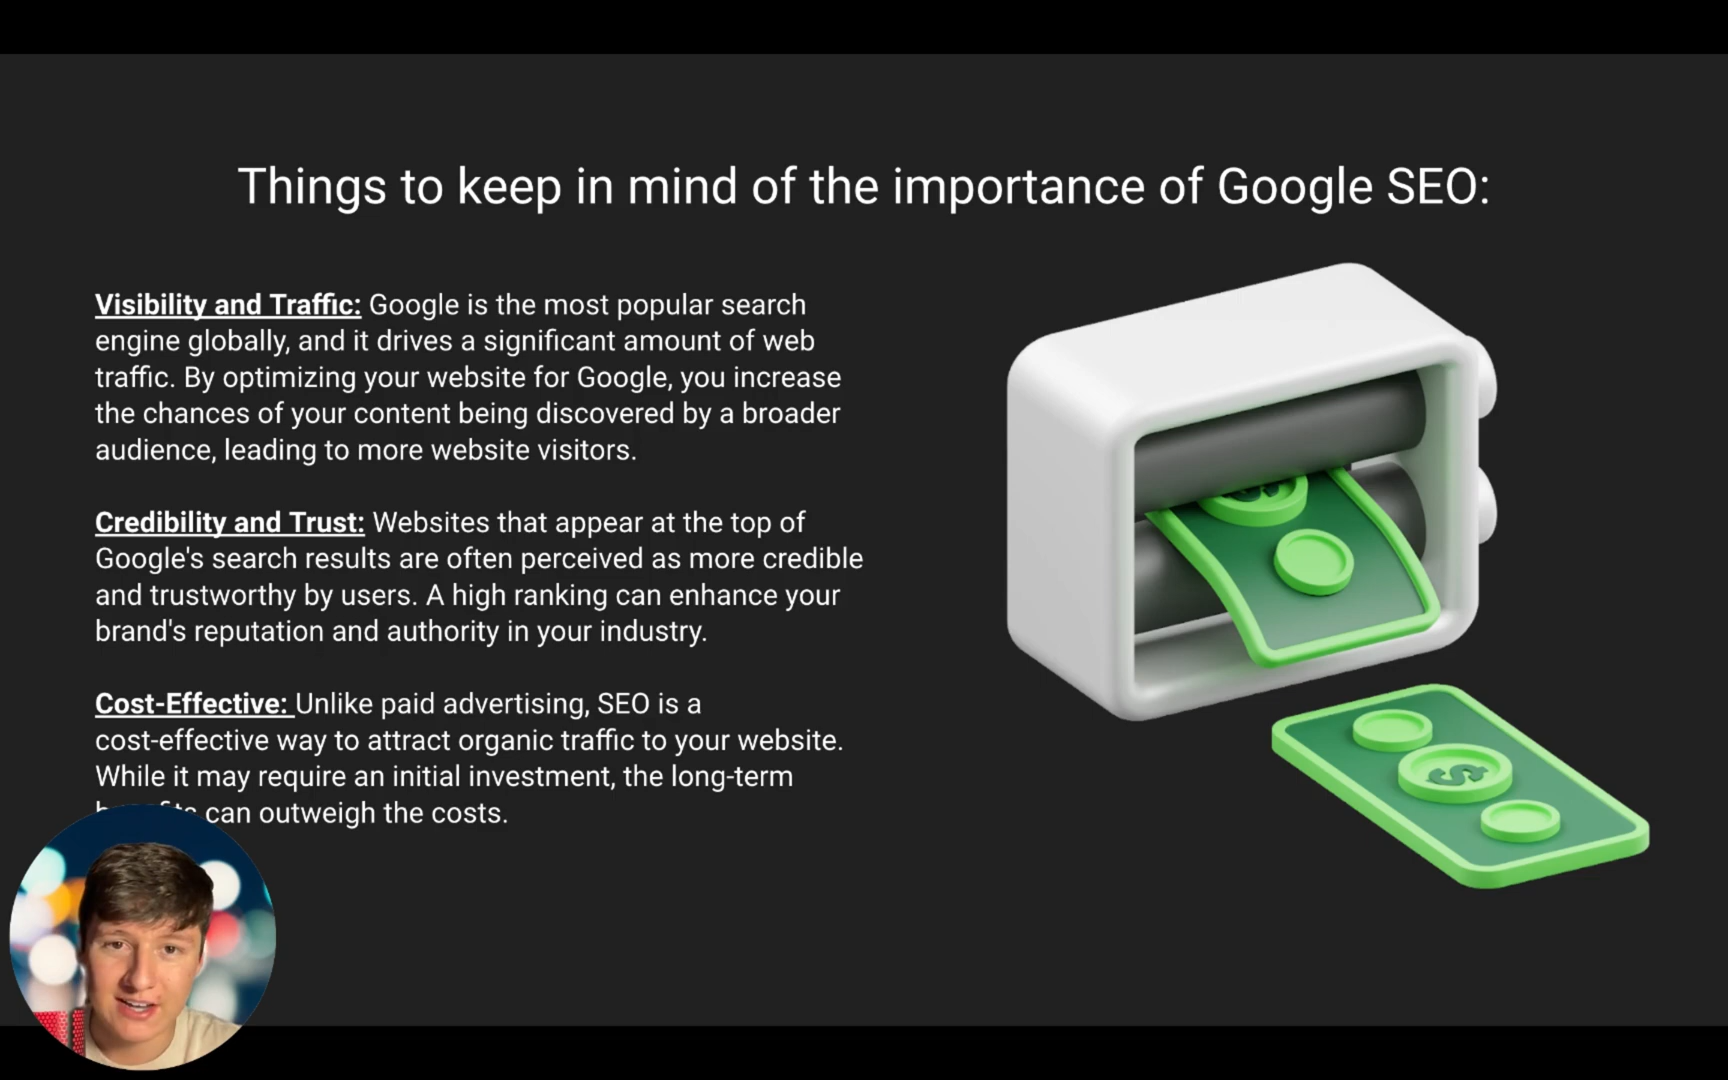 Things to keep in mind of the importance of Google SEO:
Visibility and Traffic: Google is the most popular search
engine globally, and it drives a significant amount of web
traffic. By optimizing your website for Google, you increase
the chances of your content being discovered by a broader
audience, leading to more website visitors.
Credibility and Trust: Websites that appear at the top of
Google's search results are often perceived as more credible
and trustworthy by users. A high ranking can enhance your
brand's reputation and authority in your industry.
Cost-Effective: Unlike paid advertising, SEO is a
cost-effective way to attract organic traffic to your website.
While it may require an initial investment, the long-term
can outweigh the costs.
$